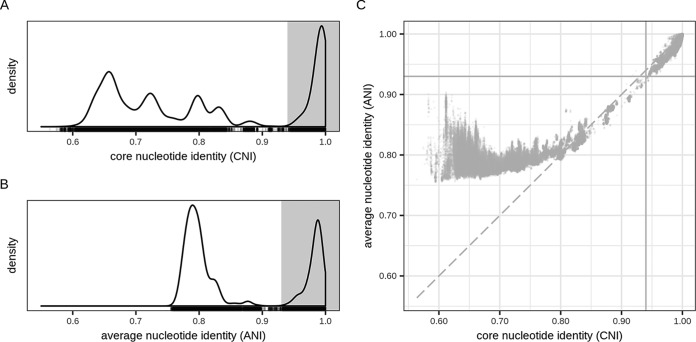 A
density
0.6 0.7 0.8 0.9 1.0
core nucleotide identity (CNI)
B
density
0.6 0.7 0.8 0.9 1.0
average nucleotide identity (ANI)
C
average nucleotide identity (ANI)
1.00
0.90
0.80
0.70
0.60
0.60 0.70 0.80 0.90 1.00
core nucleotide identity (CNI)